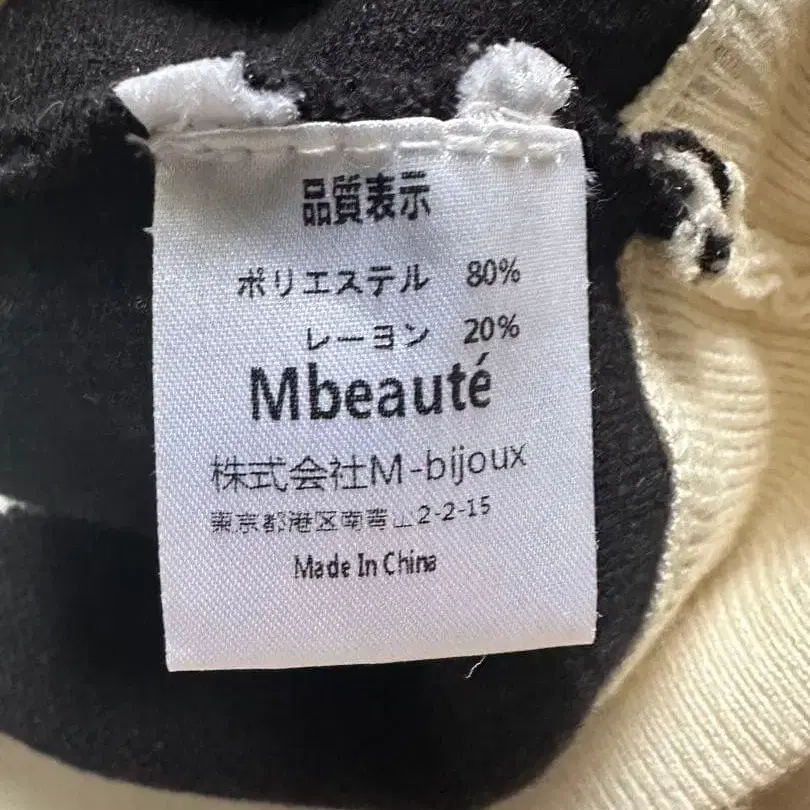 品質表示
ポリエステル 80%
レーヨン 20%
Mbeauté
株式会社M-bijoux
東京都港区南青山2-2-15
Made In China